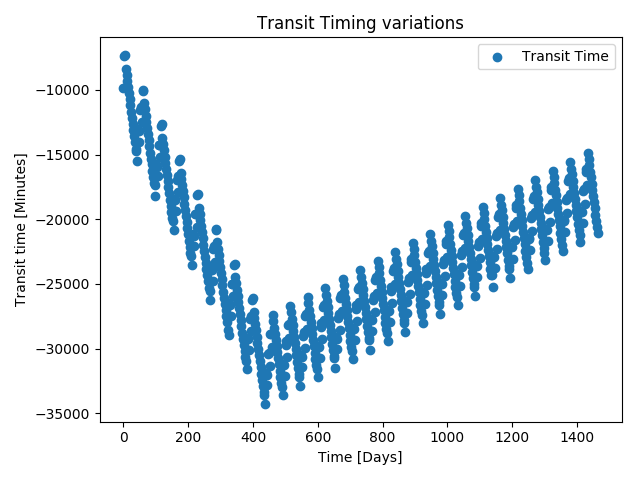 Transit Timing variations
Transit Time
Transit time [Minutes]
−10000
−15000
−20000
−25000
−30000
−35000
0 200 400 600 800 1000 1200 1400
Time [Days]